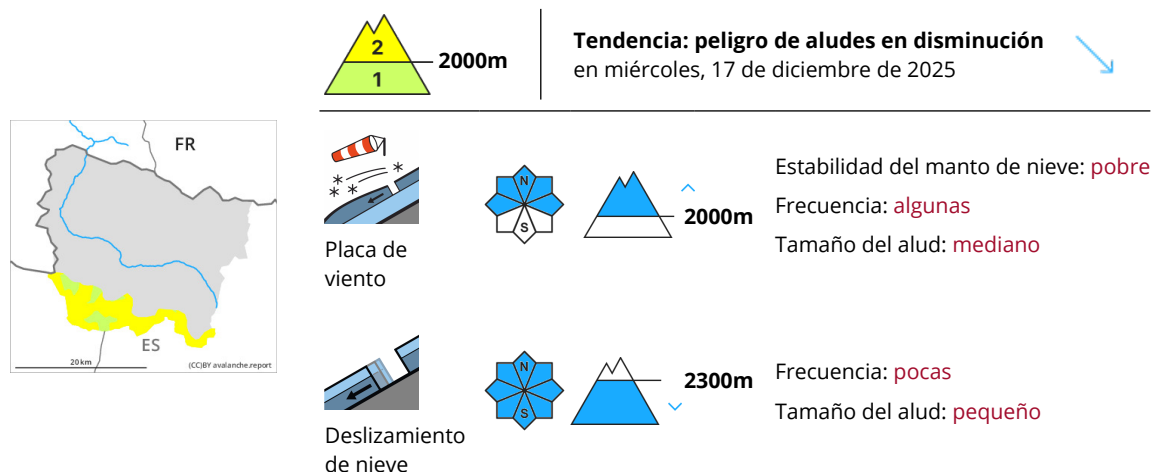 2
1
2000m
Tendencia: peligro de aludes en disminución
en miércoles, 17 de diciembre de 2025
FR
ES
20 km
(CC)BY avalanche.report
Placa de
viento
N
S
2000m
Estabilidad del manto de nieve: pobre
Frecuencia: algunas
Tamaño del alud: mediano
Deslizamiento
de nieve
N
S
2300m
Frecuencia: pocas
Tamaño del alud: pequeño